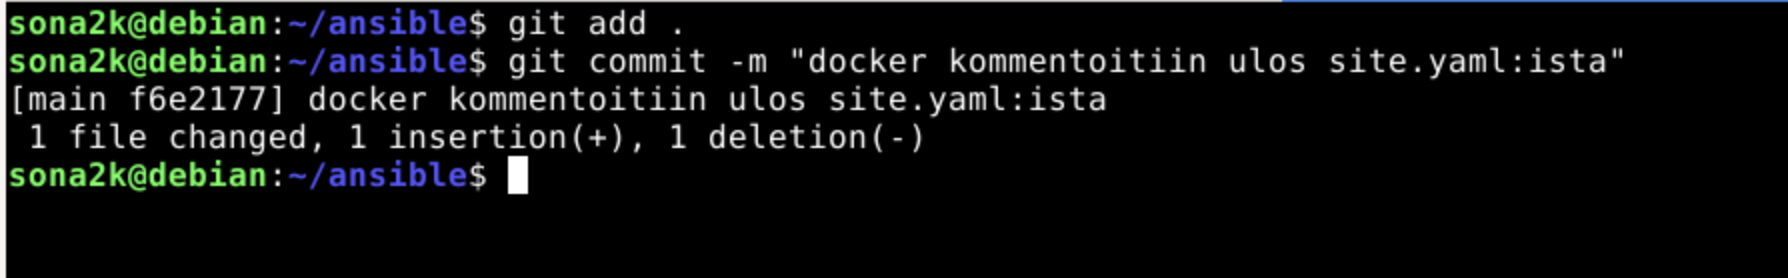 sona2k@debian:~/ansible$ git add .
sona2k@debian:~/ansible$ git commit -m "docker kommentoitiin ulos site.yaml:ista"
[main f6e2177] docker kommentoitiin ulos site.yaml:ista
 1 file changed, 1 insertion(+), 1 deletion(-)
sona2k@debian:~/ansible$